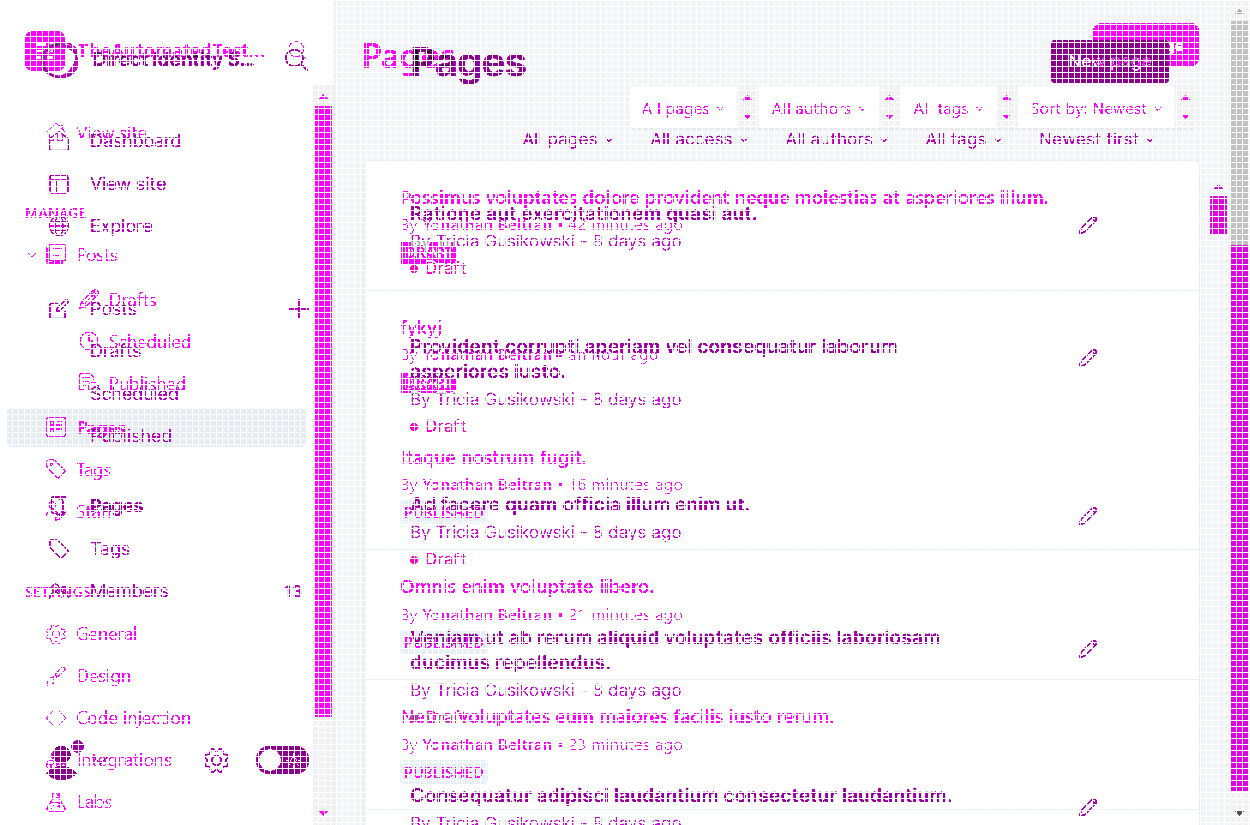 TheAutomatedTest...
Direct Identity S...
View site
Dashboard
View site
MANAGE
Explore
Posts
Drafts
Posts
Scheduled
Drafts
Published
Scheduled
Pages
Published
Tags
Pages
Staff
Tags
SETTINGS
Members
13
General
Design
Code injection
Integrations
Labs
Pages
Pages
New page
All pages
All authors
All tags
Sort by: Newest
All pages
All access
All authors
All tags
Newest first
Possimus voluptates dolore provident neque molestias at asperiores illum.
Ratione aut exercitationem quasi aut.
By Yonathan Beltran • 42 minutes ago
By Tricia Gusikowski - 8 days ago
DRAFT
Draft
fykyj
Provident corrupti aperiam vel consequatur laborum
By Yonathan Beltran • an hour ago
asperiores iusto.
DRAFT
By Tricia Gusikowski - 8 days ago
Draft
Itaque nostrum fugit.
By Yonathan Beltran • 16 minutes ago
Ad facere quam officia illum enim ut.
PUBLISHED
By Tricia Gusikowski - 8 days ago
Draft
Omnis enim voluptate libero.
By Yonathan Beltran • 21 minutes ago
Veniam ut ab rerum aliquid voluptates officiis laboriosam
PUBLISHED
ducimus repellendus.
By Tricia Gusikowski - 8 days ago
Nemo voluptates eum maiores facilis iusto rerum.
Draft
By Yonathan Beltran • 23 minutes ago
PUBLISHED
Consequatur adipisci laudantium consectetur laudantium.
By Tricia Gusikowski - 8 days ago